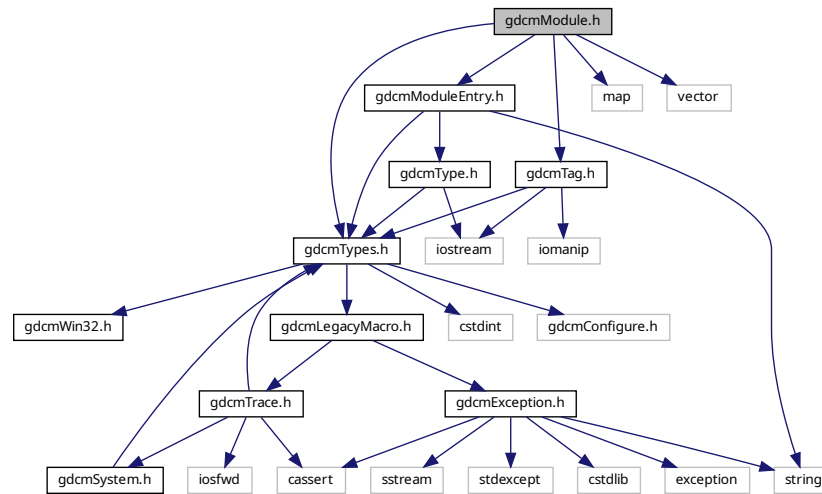 gdcmModule.h
gdcmModuleEntry.h
map
vector
gdcmType.h
gdcmTag.h
gdcmTypes.h
iostream
iomanip
gdcmWin32.h
gdcmLegacyMacro.h
cstdint
gdcmConfigure.h
gdcmTrace.h
gdcmException.h
gdcmSystem.h
iosfwd
cassert
sstream
stdexcept
cstdlib
exception
string